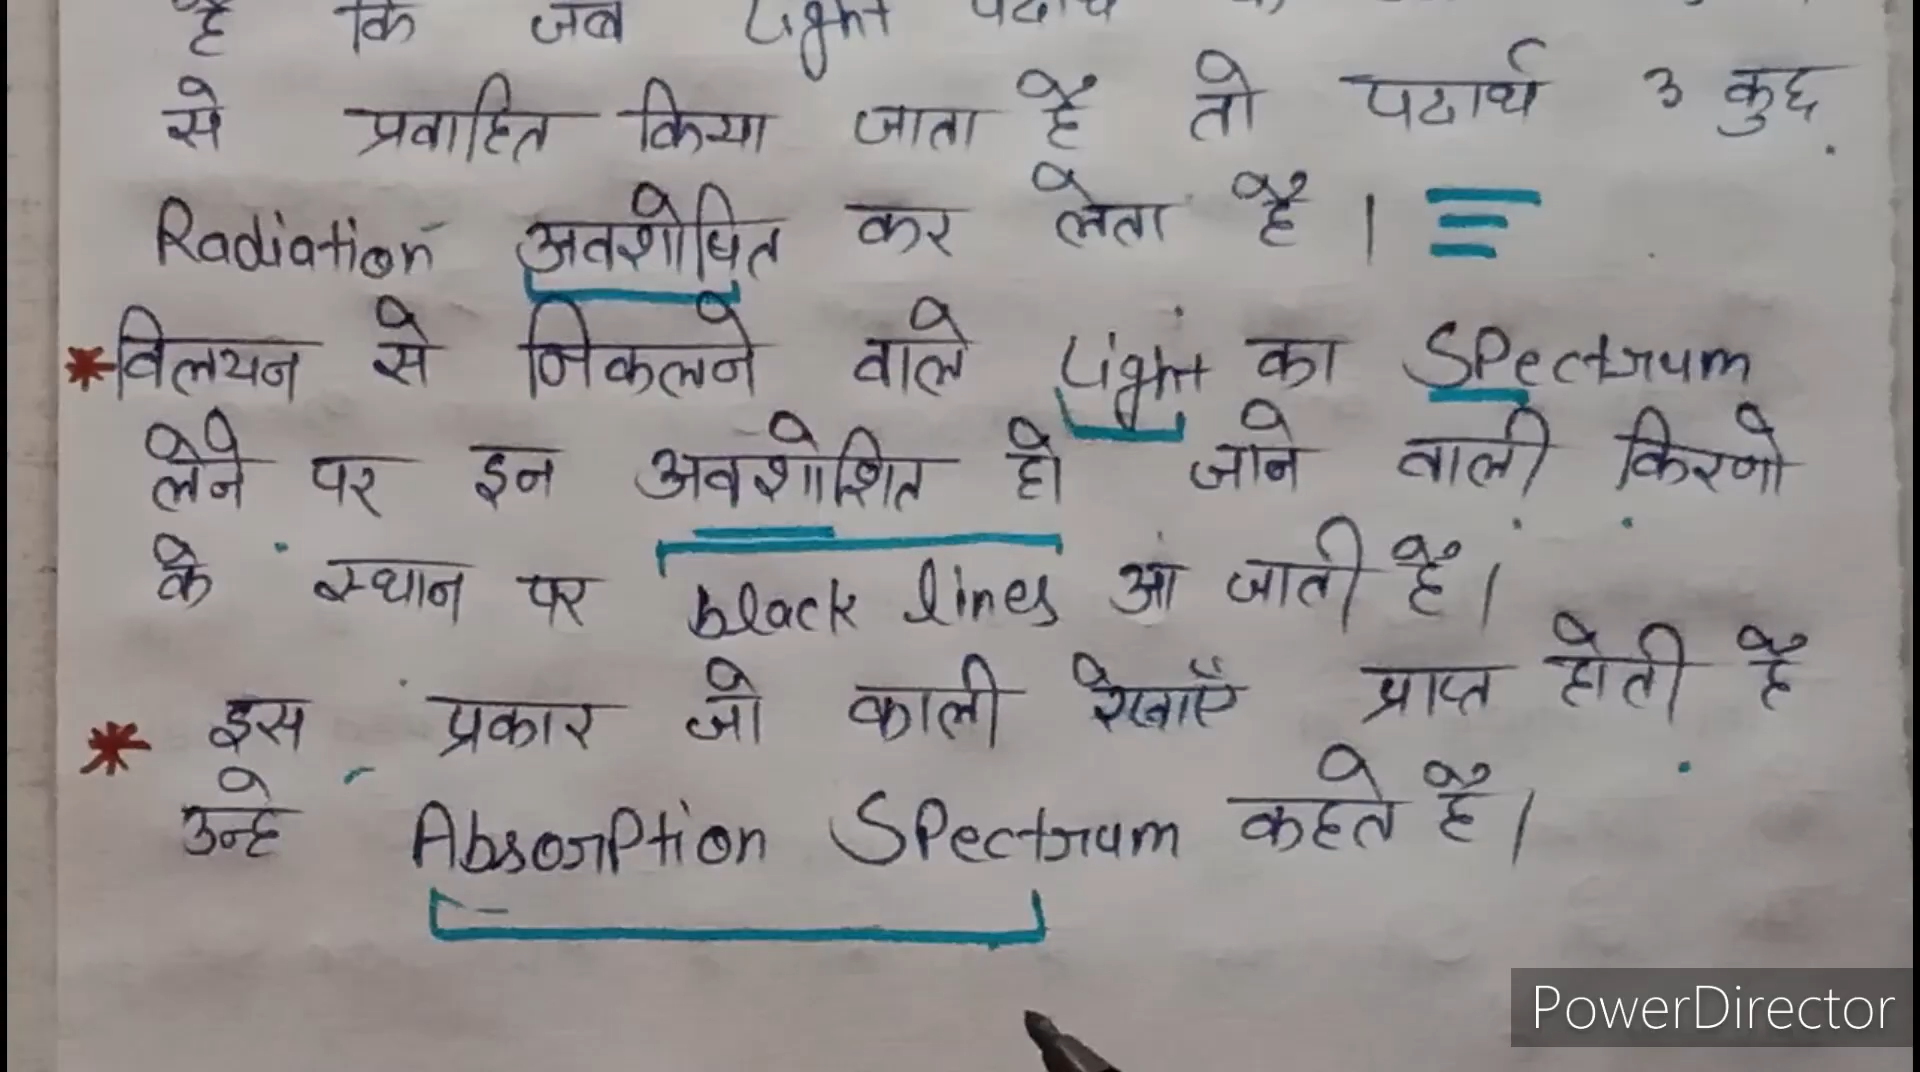 है कि जब Light पदार्थ
से प्रवाहित किया जाता है तो पदार्थ उ कुछ
Radiation अवशोषित कर लेता है।
*विलयन से निकलने वाले Light का Spectrum
लेने पर इन अवशोशित हो जाने वाली किरणो
के स्थान पर black lines आ जाती है।
* इस प्रकार जो काली रेखाएँ प्राप्त होती है
उन्हे Absorption Spectrum कहते है।
PowerDirector